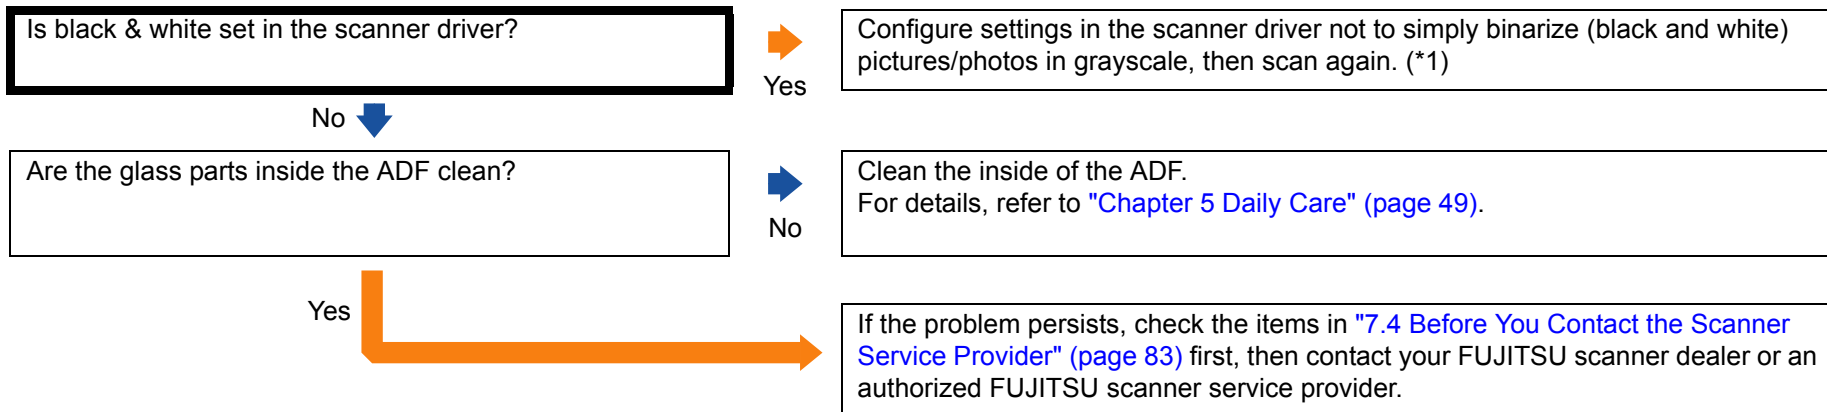 Is black & white set in the scanner driver?
Yes
Configure settings in the scanner driver not to simply binarize (black and white)
pictures/photos in grayscale, then scan again. (*1)
No
Are the glass parts inside the ADF clean?
No
Clean the inside of the ADF.
For details, refer to "Chapter 5 Daily Care" (page 49).
Yes
If the problem persists, check the items in "7.4 Before You Contact the Scanner
Service Provider" (page 83) first, then contact your FUJITSU scanner dealer or an
authorized FUJITSU scanner service provider.